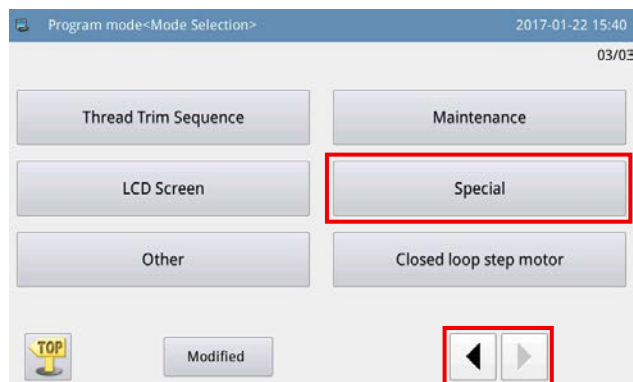 Program mode<Mode Selection> 2017-01-22 15:40
03/03
Thread Trim Sequence Maintenance
LCD Screen Special
Other Closed loop step motor
TOP Modified